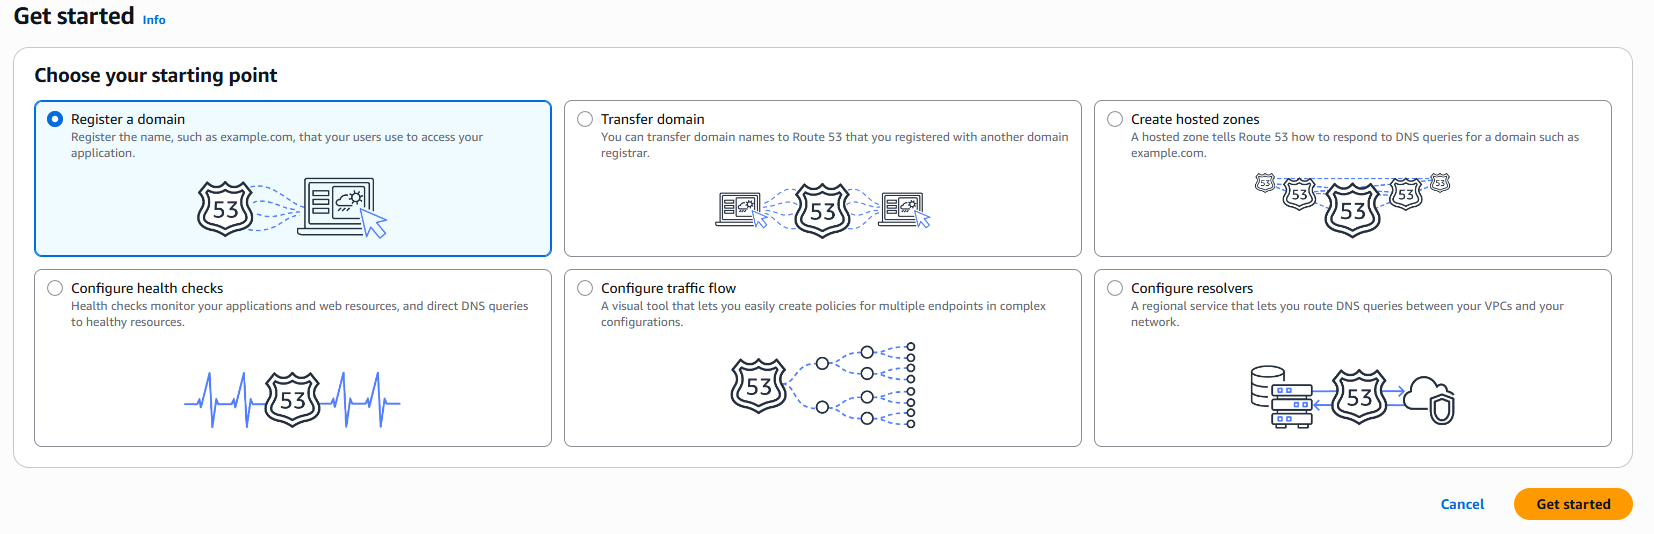 Get started Info
Choose your starting point
Register a domain
Register the name, such as example.com, that your users use to access your
application.
53
Transfer domain
You can transfer domain names to Route 53 that you registered with another domain
registrar.
53
Create hosted zones
A hosted zone tells Route 53 how to respond to DNS queries for a domain such as
example.com.
53 53 53 53 53
Configure health checks
Health checks monitor your applications and web resources, and direct DNS queries
to healthy resources.
53
Configure traffic flow
A visual tool that lets you easily create policies for multiple endpoints in complex
configurations.
53
Configure resolvers
A regional service that lets you route DNS queries between your VPCs and your
network.
53
Cancel
Get started